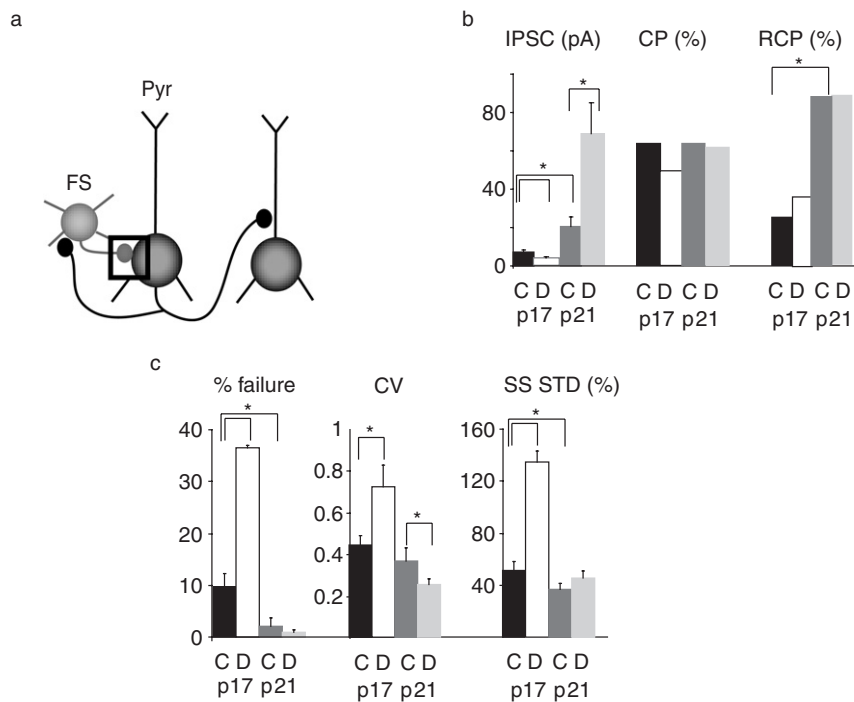 a
Pyr
FS
b
IPSC (pA)
CP (%)
RCP (%)
*
*
*
80
40
0
C D C D
p17 p21
C D C D
p17 p21
C D C D
p17 p21
c
% failure
CV
SS STD (%)
*
*
*
*
40
30
20
10
0
1
0.8
0.6
0.4
0.2
160
120
80
40
0
C D C D
p17 p21
C D C D
p17 p21
C D C D
p17 p21